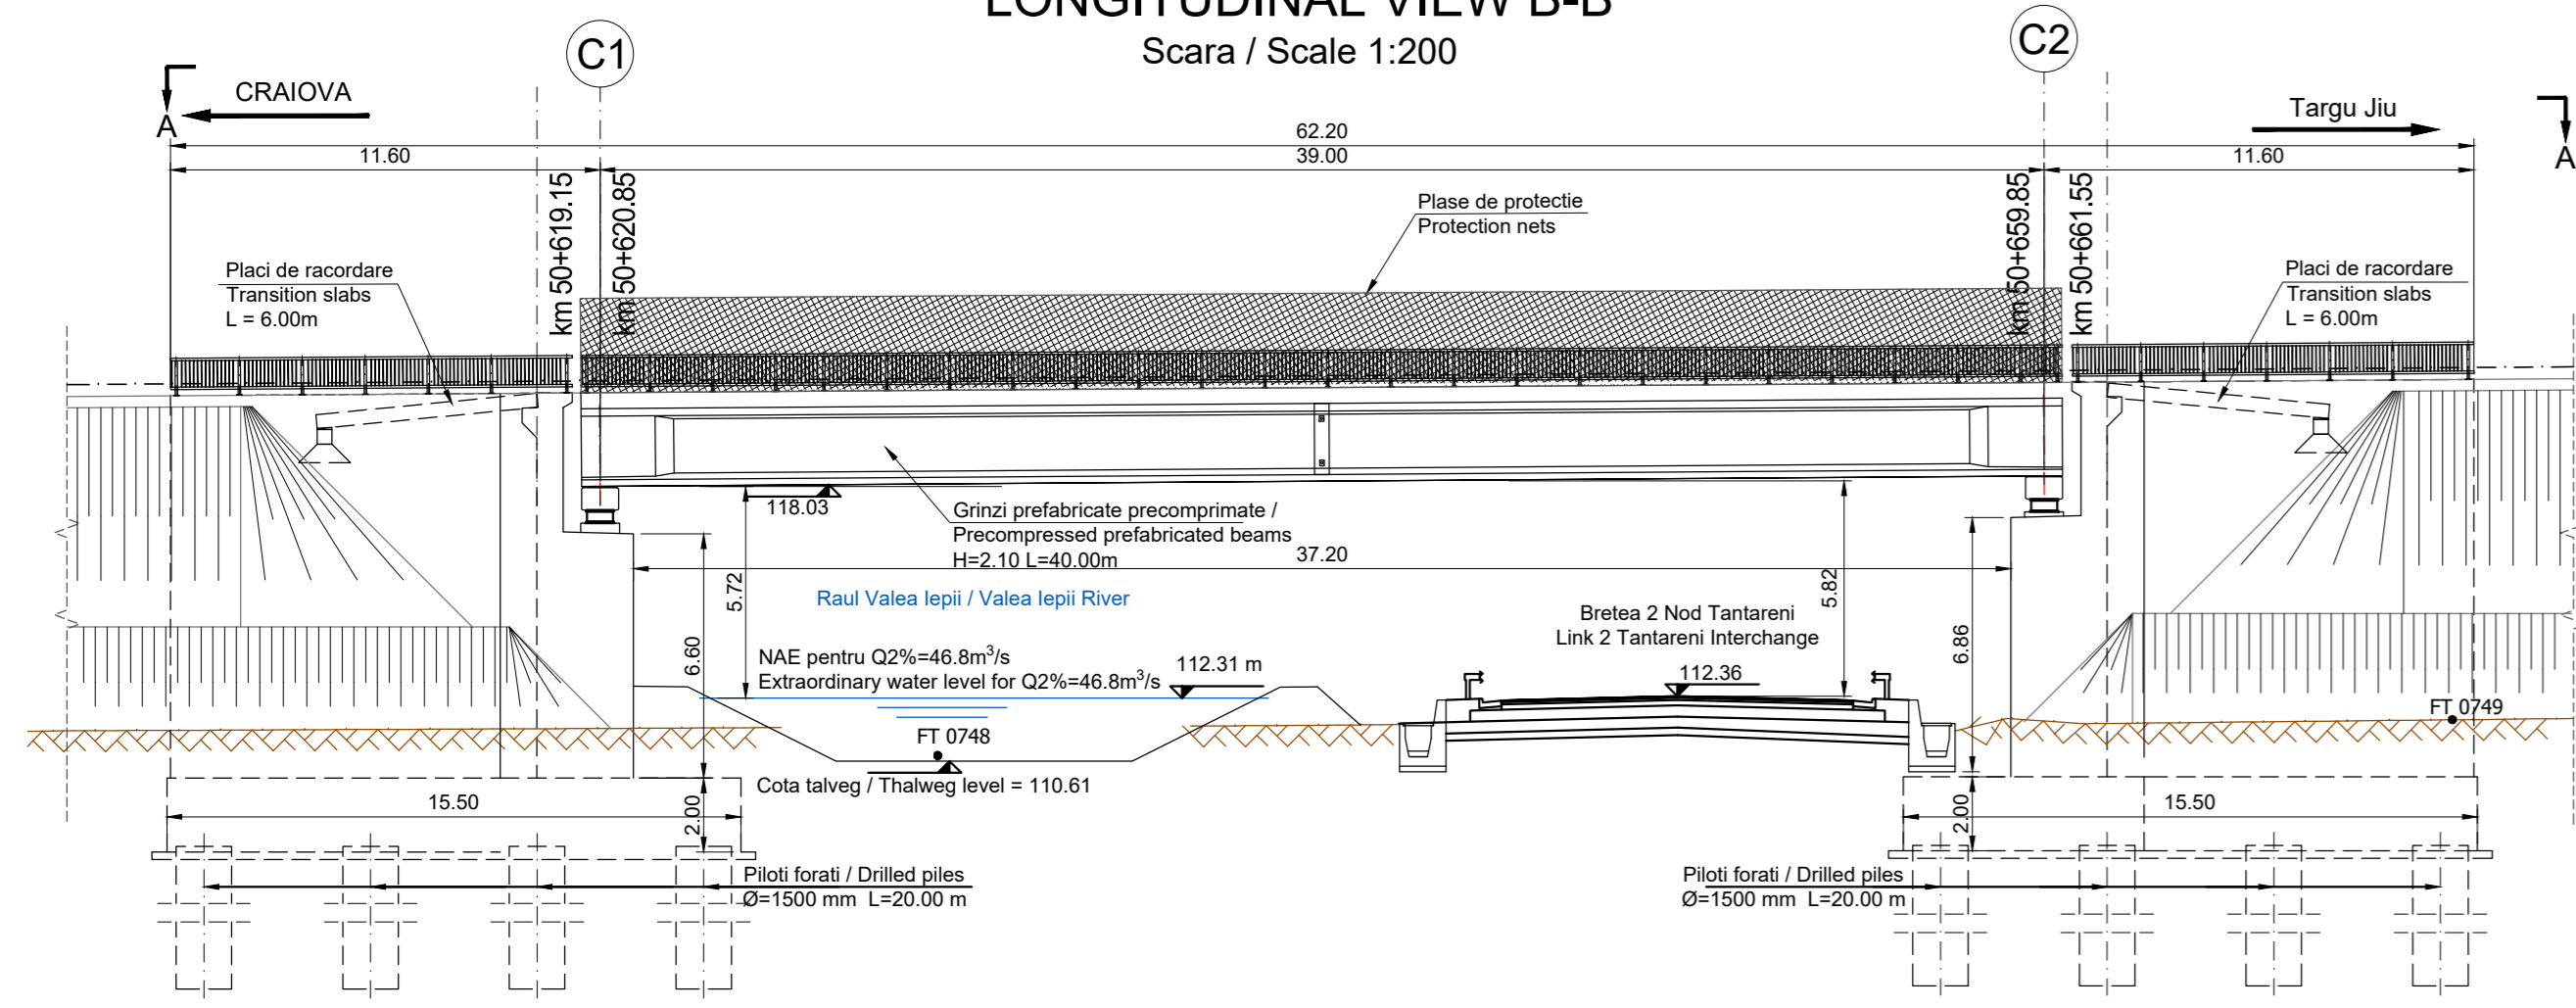 LONGITUDINAL VIEW B-B
Scara / Scale 1:200
C1
C2
A
CRAIOVA
Targu Jiu
A
62.20
11.60
39.00
11.60
km 50+619.15
km 50+620.85
km 50+659.85
km 50+661.55
Plase de protectie
Protection nets
Placi de racordare
Transition slabs
L = 6.00m
Placi de racordare
Transition slabs
L = 6.00m
118.03
Grinzi prefabricate precomprimate /
Precompressed prefabricated beams
H=2.10 L=40.00m
37.20
5.72
5.82
Raul Valea Iepii / Valea Iepii River
Bretea 2 Nod Tantareni
Link 2 Tantareni Interchange
6.60
6.86
NAE pentru Q2%=46.8m³/s
Extraordinary water level for Q2%=46.8m³/s
112.31 m
112.36
FT 0748
FT 0749
Cota talveg / Thalweg level = 110.61
15.50
2.00
2.00
15.50
Piloti forati / Drilled piles
Ø=1500 mm L=20.00 m
Piloti forati / Drilled piles
Ø=1500 mm L=20.00 m